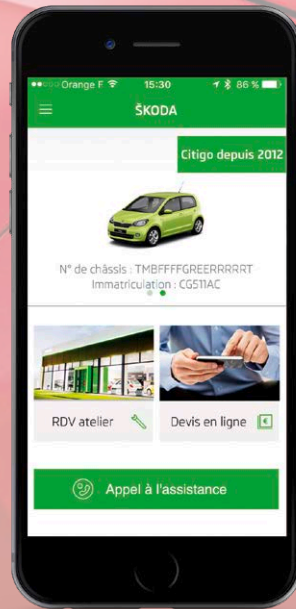 Orange F 15:30 86 %
ŠKODA
Citigo depuis 2012
N° de châssis : TMBFFFFGREERRRRRT
Immatriculation : CG511AC
RDV atelier
Devis en ligne
Appel à l'assistance